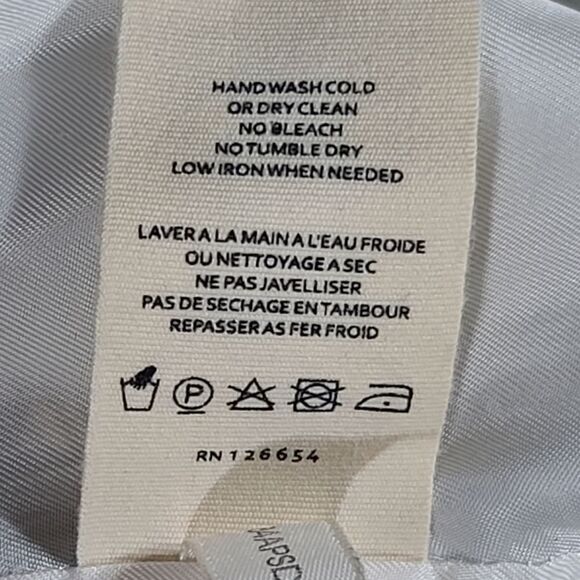 HAND WASH COLD
OR DRY CLEAN
NO BLEACH
NO TUMBLE DRY
LOW IRON WHEN NEEDED
LAVER A LA MAIN A L'EAU FROIDE
OU NETTOYAGE A SEC
NE PAS JAVELLISER
PAS DE SECHAGE EN TAMBOUR
REPASSER AS FER FROID
P
RN 126654